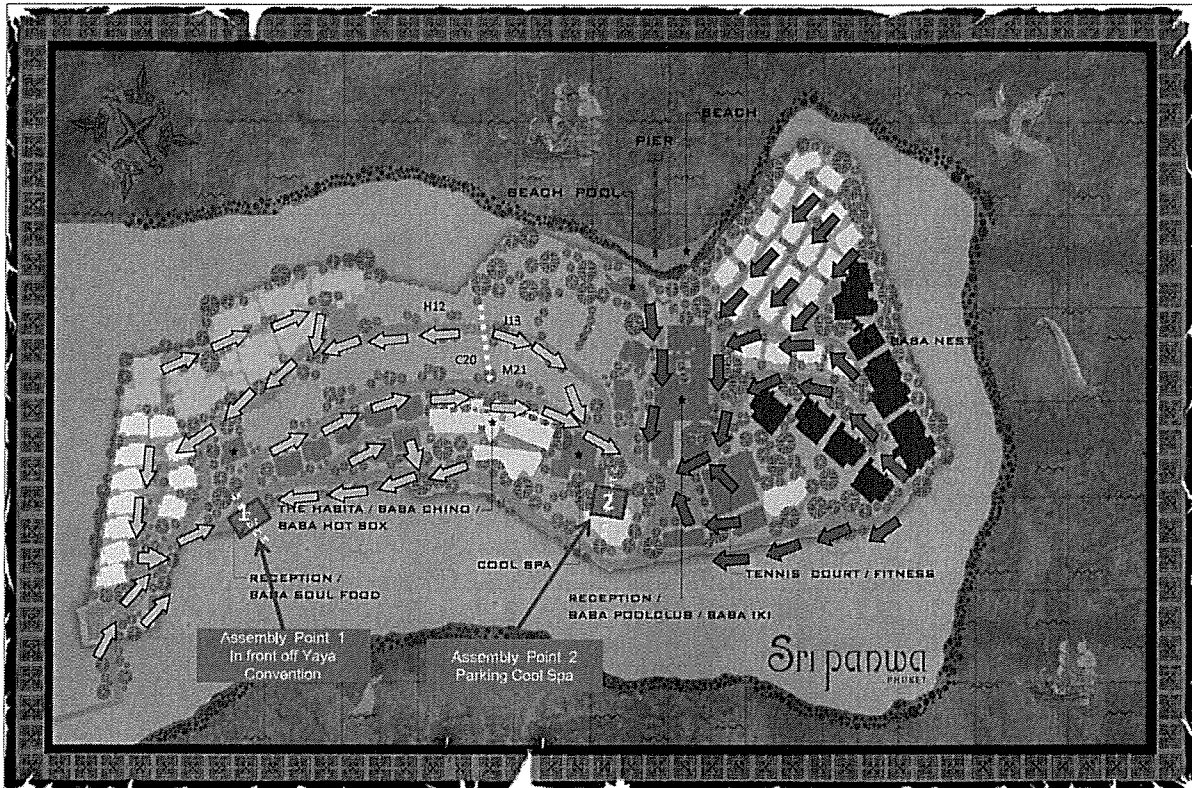 BEACH
PIER
BEACH POOL
H12
J13
C20
M21
BABA NEST
1
2
THE HABITA / BABA CHINO /
BABA HOT BOX
COOL SPA
RECEPTION /
BABA SOUL FOOD
RECEPTION /
BABA POOLCLUB / BABA IKI
TENNIS COURT / FITNESS
Assembly Point 1
In front off Yaya
Convention
Assembly Point 2
Parking Cool Spa
Sri panwa
PHUKET